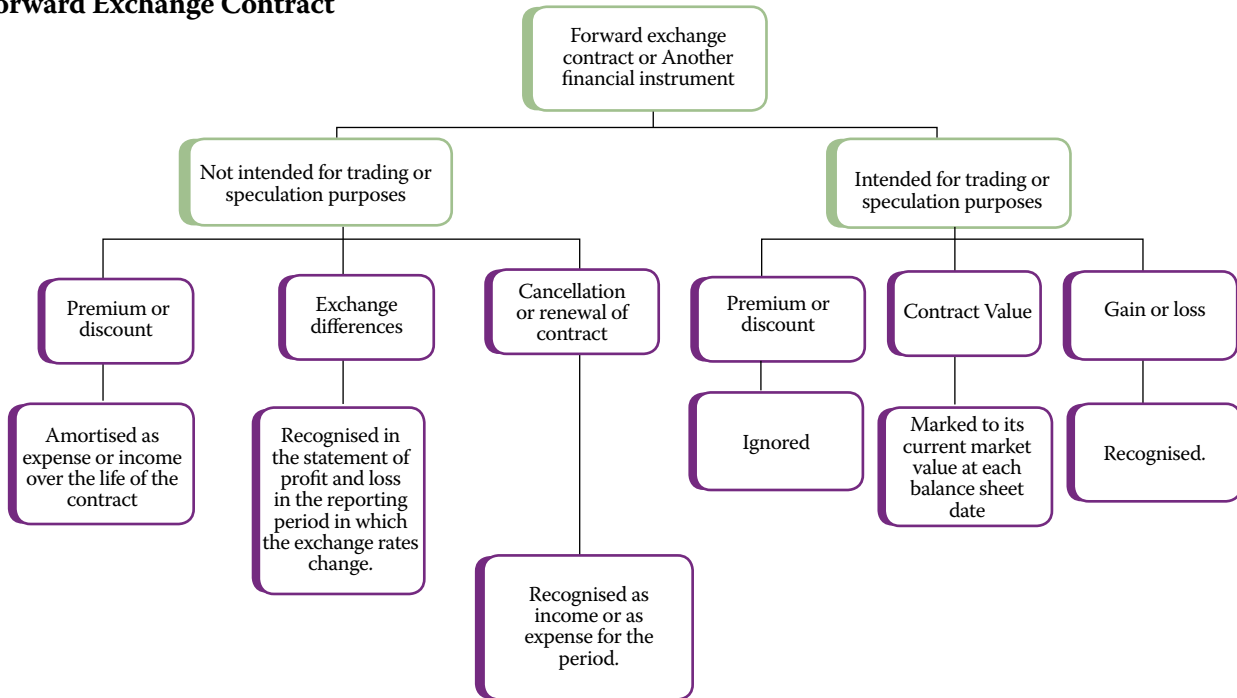 orward Exchange Contract
Forward exchange
contract or Another
financial instrument
Not intended for trading or
speculation purposes
Intended for trading or
speculation purposes
Premium or
discount
Exchange
differences
Cancellation
or renewal of
contract
Premium or
discount
Contract Value
Gain or loss
Amortised as
expense or income
over the life of the
contract
Recognised in
the statement of
profit and loss
in the reporting
period in which
the exchange rates
change.
Recognised as
income or as
expense for the
period.
Ignored
Marked to its
current market
value at each
balance sheet
date
Recognised.